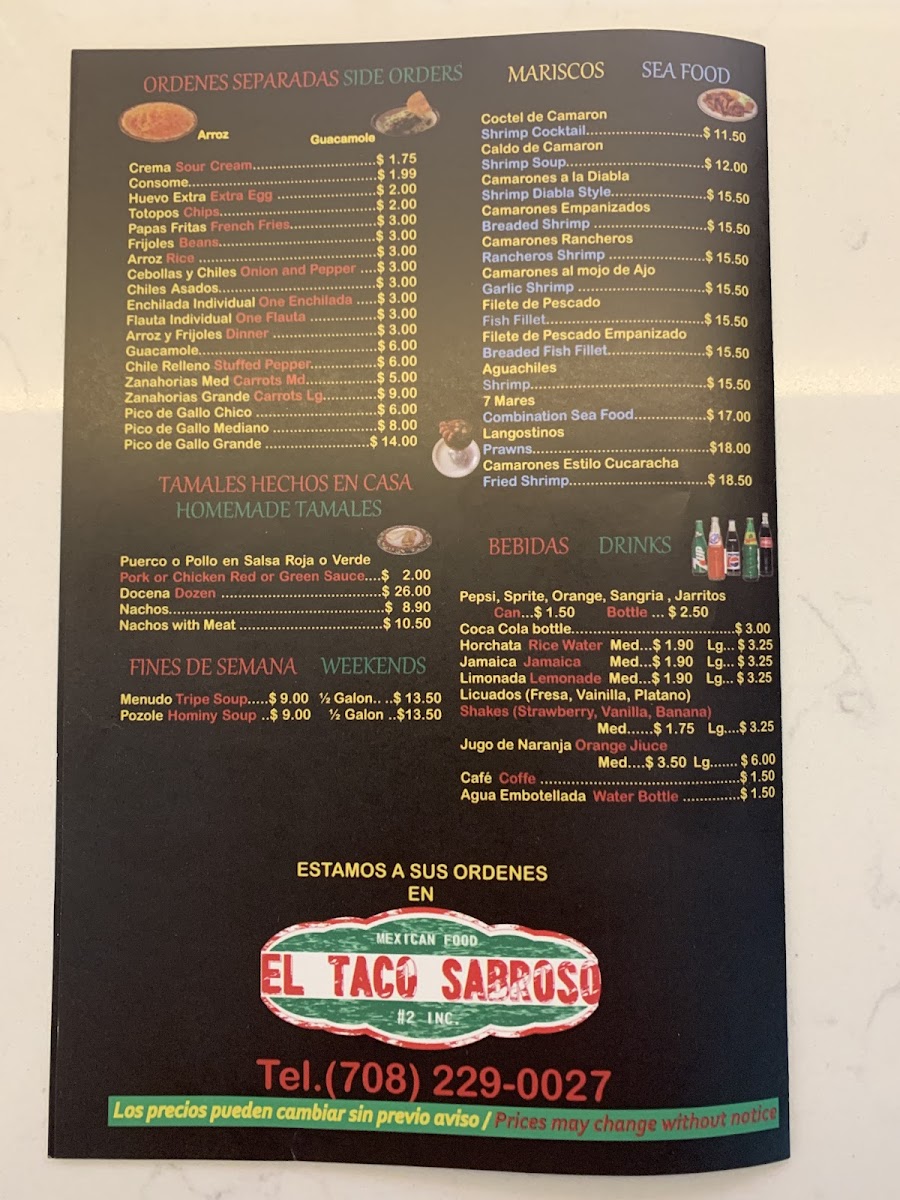 ORDENES SEPARADAS SIDE ORDERS
Arroz
Guacamole
Crema Sour Cream..............................$ 1.75
Consome..............................$ 1.99
Huevo Extra Extra Egg ..............................$ 2.00
Totopos Chips..............................$ 2.00
Papas Fritas French Fries..............................$ 3.00
Frijoles Beans..............................$ 3.00
Arroz Rice ..............................$ 3.00
Cebollas y Chiles Onion and Pepper ....$ 3.00
Chiles Asados..............................$ 3.00
Enchilada Individual One Enchilada .....$ 3.00
Flauta Individual One Flauta ..............$ 3.00
Arroz y Frijoles Dinner ..............................$ 3.00
Guacamole..............................$ 6.00
Chile Relleno Stuffed Pepper..............$ 6.00
Zanahorias Med Carrots Md..............$ 5.00
Zanahorias Grande Carrots Lg..............$ 9.00
Pico de Gallo Chico ..............................$ 6.00
Pico de Gallo Mediano ..............................$ 8.00
Pico de Gallo Grande ..............................$ 14.00
TAMALES HECHOS EN CASA
HOMEMADE TAMALES
Puerco o Pollo en Salsa Roja o Verde
Pork or Chicken Red or Green Sauce....$ 2.00
Docena Dozen ..............................$ 26.00
Nachos..............................$ 8.90
Nachos with Meat ..............................$ 10.50
FINES DE SEMANA WEEKENDS
Menudo Tripe Soup.....$ 9.00 ½ Galon.. ..$ 13.50
Pozole Hominy Soup ..$ 9.00 ½ Galon ..$13.50
MARISCOS SEA FOOD
Coctel de Camaron
Shrimp Cocktail..............................$ 11.50
Caldo de Camaron
Shrimp Soup..............................$ 12.00
Camarones a la Diabla
Shrimp Diabla Style..............................$ 15.50
Camarones Empanizados
Breaded Shrimp ..............................$ 15.50
Camarones Rancheros
Rancheros Shrimp ..............................$ 15.50
Camarones al mojo de Ajo
Garlic Shrimp ..............................$ 15.50
Filete de Pescado
Fish Fillet..............................$ 15.50
Filete de Pescado Empanizado
Breaded Fish Fillet..............................$ 15.50
Aguachiles
Shrimp..............................$ 15.50
7 Mares
Combination Sea Food..............................$ 17.00
Langostinos
Prawns..............................$18.00
Camarones Estilo Cucaracha
Fried Shrimp..............................$ 18.50
BEBIDAS DRINKS
Pepsi, Sprite, Orange, Sangria , Jarritos
Can...$ 1.50 Bottle ... $ 2.50
Coca Cola bottle..............................$ 3.00
Horchata Rice Water Med...$ 1.90 Lg... $ 3.25
Jamaica Jamaica Med...$ 1.90 Lg... $ 3.25
Limonada Lemonade Med...$ 1.90 Lg... $ 3.25
Licuados (Fresa, Vainilla, Platano)
Shakes (Strawberry, Vanilla, Banana)
Med......$ 1.75 Lg....$ 3.25
Jugo de Naranja Orange Jiuce
Med....$ 3.50 Lg....... $ 6.00
Café Coffe ..............................$ 1.50
Agua Embotellada Water Bottle .............$ 1.50
ESTAMOS A SUS ORDENES
EN
MEXICAN FOOD
EL TACO SABROSO
#2 INC.
Tel.(708) 229-0027
Los precios pueden cambiar sin previo aviso / Prices may change without notice